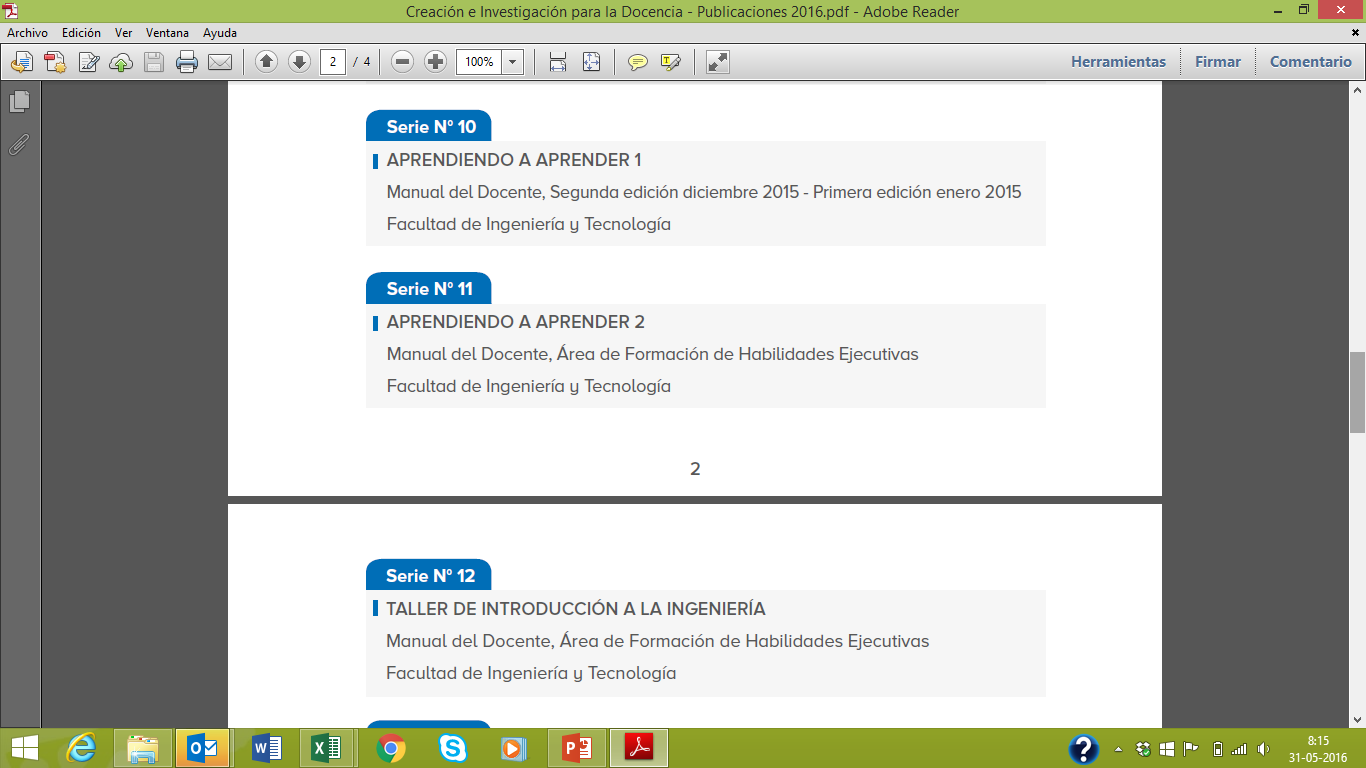 Creación e Investigación para la Docencia - Publicaciones 2016.pdf - Adobe Reader
Archivo Edición Ver Ventana Ayuda
2 / 4 100% Herramientas Firmar Comentario
Serie N° 10
APRENDIENDO A APRENDER 1
Manual del Docente, Segunda edición diciembre 2015 - Primera edición enero 2015
Facultad de Ingeniería y Tecnología
Serie N° 11
APRENDIENDO A APRENDER 2
Manual del Docente, Área de Formación de Habilidades Ejecutivas
Facultad de Ingeniería y Tecnología
2
Serie N° 12
TALLER DE INTRODUCCIÓN A LA INGENIERÍA
Manual del Docente, Área de Formación de Habilidades Ejecutivas
Facultad de Ingeniería y Tecnología
8:15
31-05-2016